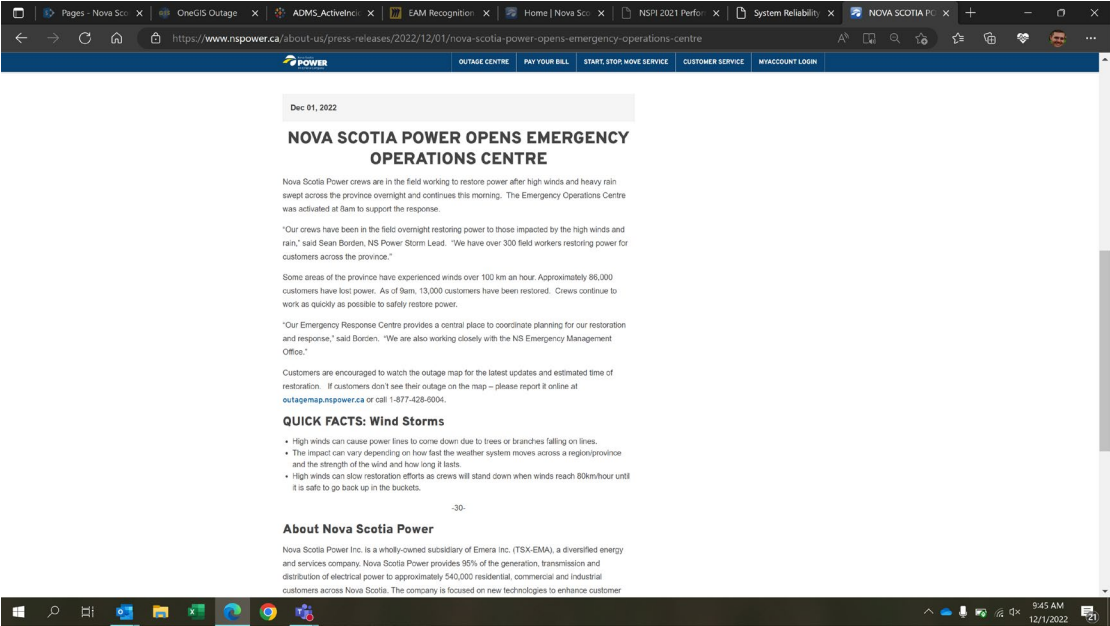 Pages - Nova Sco
OneGIS Outage
ADMS_ActiveIncide
EAM Recognition
Home | Nova Sco
NSPI 2021 Perfor
System Reliability
NOVA SCOTIA PO
https://www.nspower.ca/about-us/press-releases/2022/12/01/nova-scotia-power-opens-emergency-operations-centre
POWER
OUTAGE CENTRE
PAY YOUR BILL
START, STOP, MOVE SERVICE
CUSTOMER SERVICE
MYACCOUNT LOGIN
Dec 01, 2022
NOVA SCOTIA POWER OPENS EMERGENCY
OPERATIONS CENTRE
Nova Scotia Power crews are in the field working to restore power after high winds and heavy rain
swept across the province overnight and continues this morning. The Emergency Operations Centre
was activated at 8am to support the response.
“Our crews have been in the field overnight restoring power to those impacted by the high winds and
rain,” said Sean Borden, NS Power Storm Lead. “We have over 300 field workers restoring power for
customers across the province.”
Some areas of the province have experienced winds over 100 km an hour. Approximately 86,000
customers have lost power. As of 9am, 13,000 customers have been restored. Crews continue to
work as quickly as possible to safely restore power.
“Our Emergency Response Centre provides a central place to coordinate planning for our restoration
and response,” said Borden. “We are also working closely with the NS Emergency Management
Office.”
Customers are encouraged to watch the outage map for the latest updates and estimated time of
restoration. If customers don’t see their outage on the map – please report it online at
outagemap.nspower.ca or call 1-877-428-6004.
QUICK FACTS: Wind Storms
• High winds can cause power lines to come down due to trees or branches falling on lines.
• The impact can vary depending on how fast the weather system moves across a region/province
and the strength of the wind and how long it lasts.
• High winds can slow restoration efforts as crews will stand down when winds reach 80km/hour until
it is safe to go back up in the buckets.
-30-
About Nova Scotia Power
Nova Scotia Power Inc. is a wholly-owned subsidiary of Emera Inc. (TSX-EMA), a diversified energy
and services company. Nova Scotia Power provides 95% of the generation, transmission and
distribution of electrical power to approximately 540,000 residential, commercial and industrial
customers across Nova Scotia. The company is focused on new technologies to enhance customer
9:45 AM
12/1/2022
21